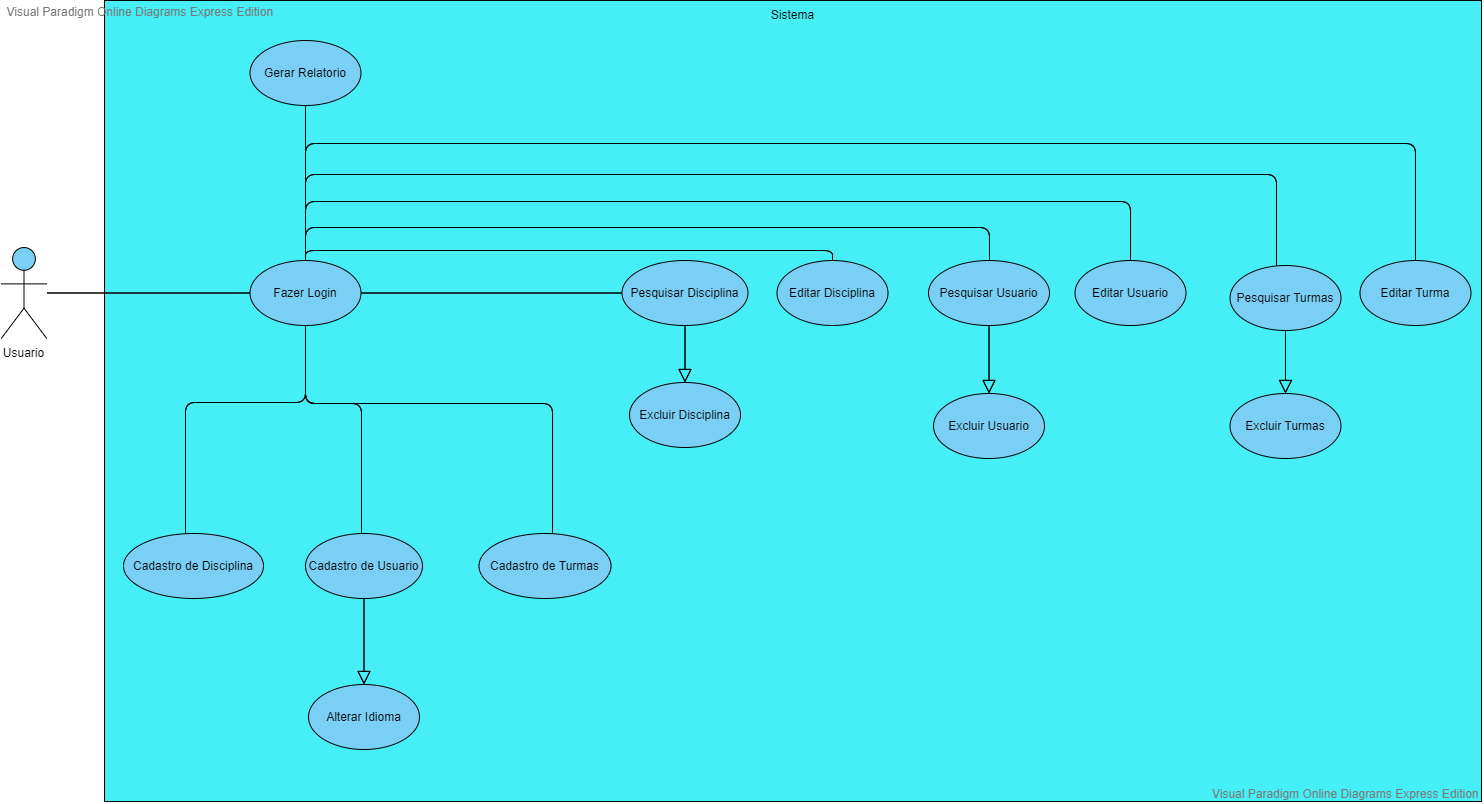 Visual Paradigm Online Diagrams Express Edition
Sistema
Gerar Relatorio
Usuario
Fazer Login
Pesquisar Disciplina
Editar Disciplina
Pesquisar Usuario
Editar Usuario
Pesquisar Turmas
Editar Turma
Excluir Disciplina
Excluir Usuario
Excluir Turmas
Cadastro de Disciplina
Cadastro de Usuario
Cadastro de Turmas
Alterar Idioma
Visual Paradigm Online Diagrams Express Edition